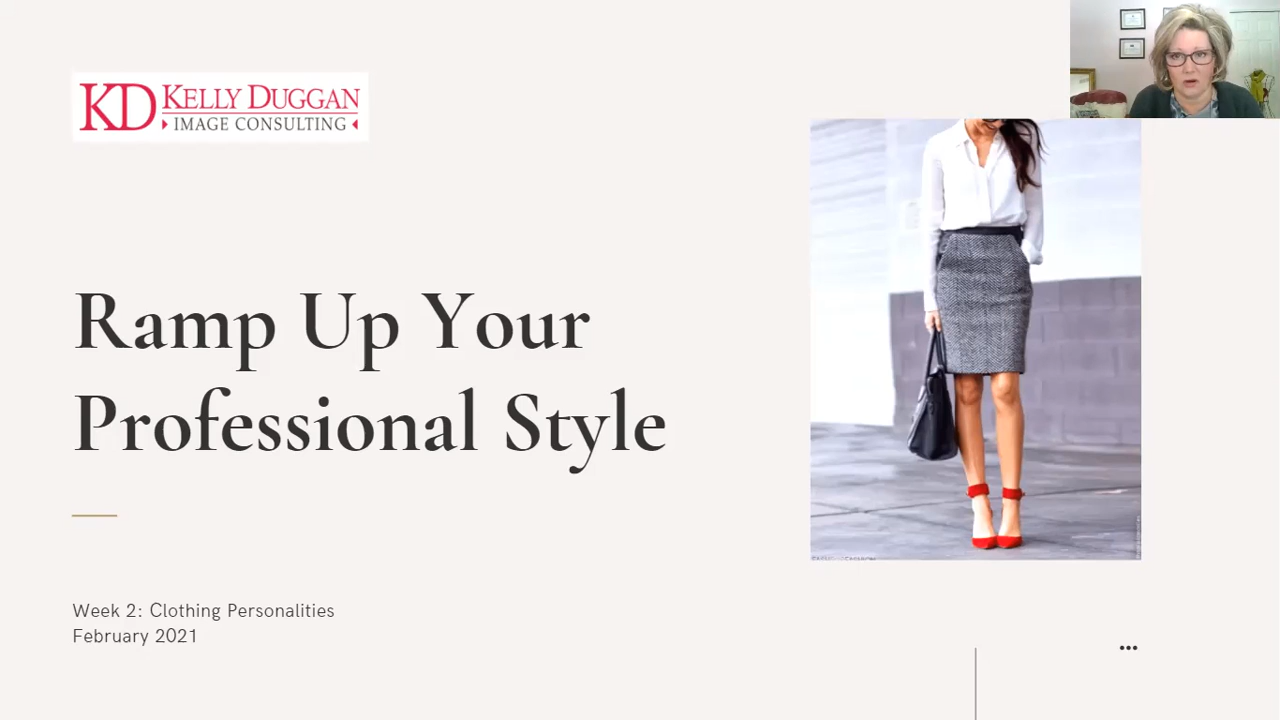 KD KELLY DUGGAN
IMAGE CONSULTING
Ramp Up Your
Professional Style
Week 2: Clothing Personalities
February 2021